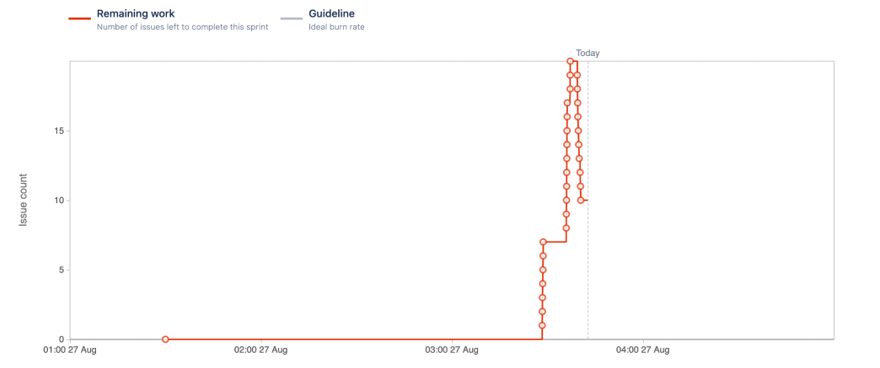 Remaining work
Number of issues left to complete this sprint
Guideline
Ideal burn rate
Today
Issue count
15
10
5
0
01:00 27 Aug
02:00 27 Aug
03:00 27 Aug
04:00 27 Aug